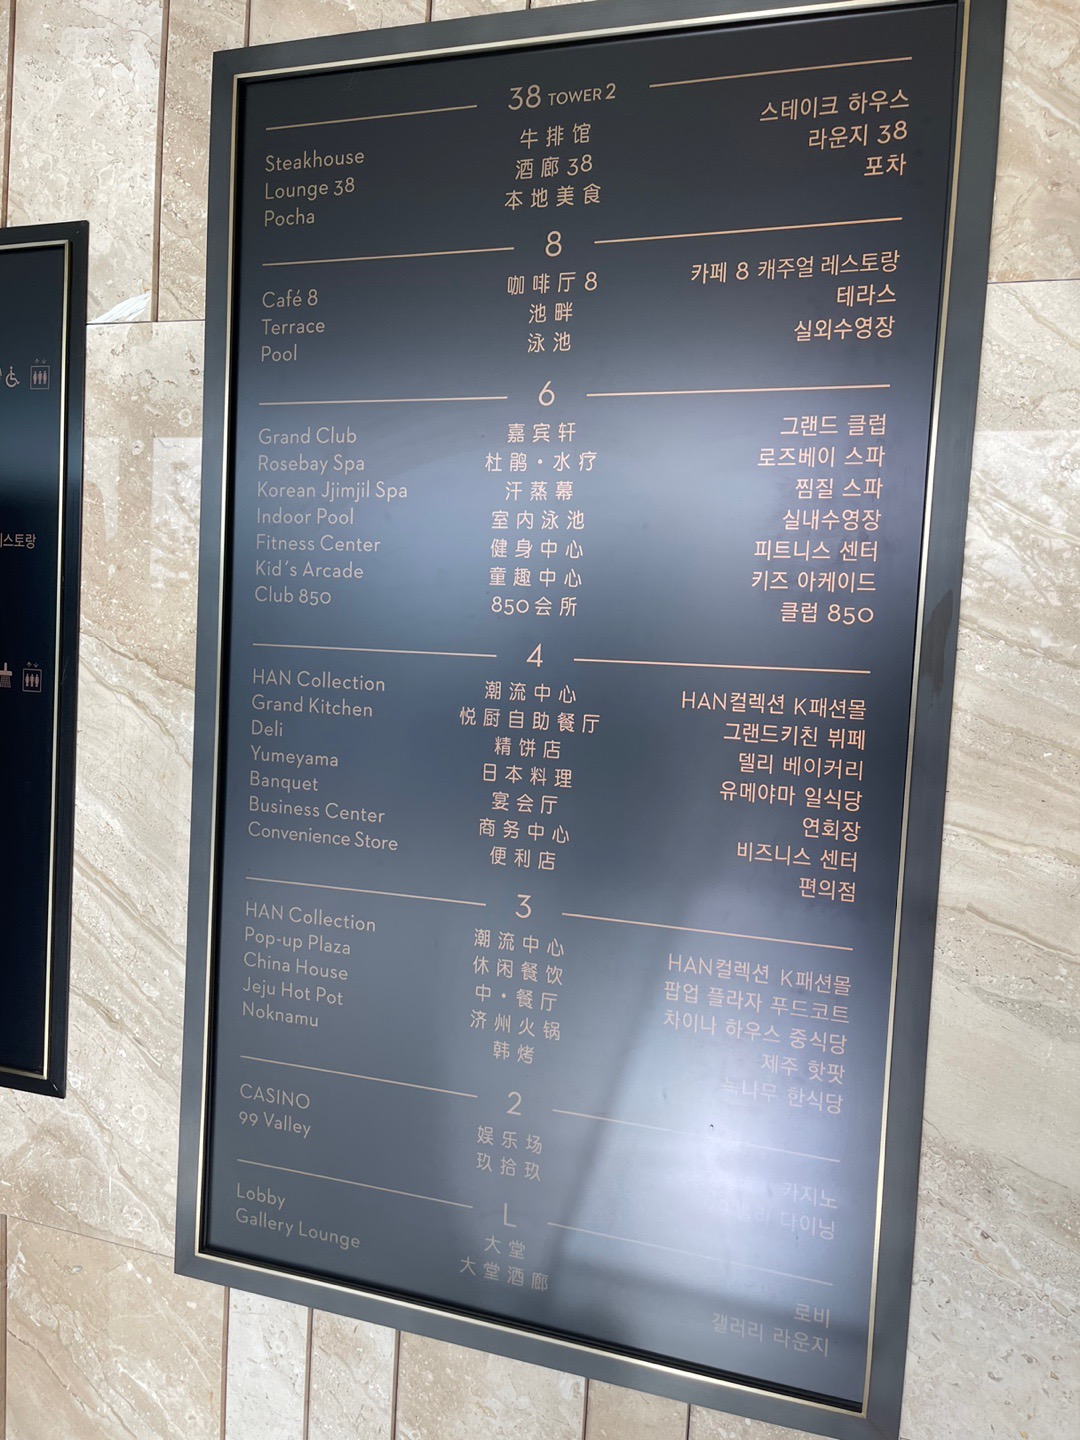 38 TOWER 2
Steakhouse 牛排馆 스테이크 하우스
Lounge 38 酒廊 38 라운지 38
Pocha 本地美食 포차
8
Café 8 咖啡厅 8 카페 8 캐주얼 레스토랑
Terrace 池畔 테라스
Pool 泳池 실외수영장
6
Grand Club 嘉宾轩 그랜드 클럽
Rosebay Spa 杜鹃·水疗 로즈베이 스파
Korean Jjimjil Spa 汗蒸幕 찜질 스파
Indoor Pool 室内泳池 실내수영장
Fitness Center 健身中心 피트니스 센터
Kid's Arcade 童趣中心 키즈 아케이드
Club 850 850会所 클럽 850
4
HAN Collection 潮流中心 HAN컬렉션 K패션몰
Grand Kitchen 悦厨自助餐厅 그랜드키친 뷔페
Deli 精饼店 델리 베이커리
Yumeyama 日本料理 유메야마 일식당
Banquet 宴会厅 연회장
Business Center 商务中心 비즈니스 센터
Convenience Store 便利店 편의점
3
HAN Collection 潮流中心 HAN컬렉션 K패션몰
Pop-up Plaza 休闲餐饮 팝업 플라자 푸드코트
China House 中·餐厅 차이나 하우스 중식당
Jeju Hot Pot 济州火锅 제주 핫팟
Noknamu 韩烤 녹나무 한식당
2
CASINO 娱乐场 카지노
99 Valley 玖拾玖 다이닝
L
Lobby 大堂 로비
Gallery Lounge 大堂酒廊 갤러리 라운지
스토랑